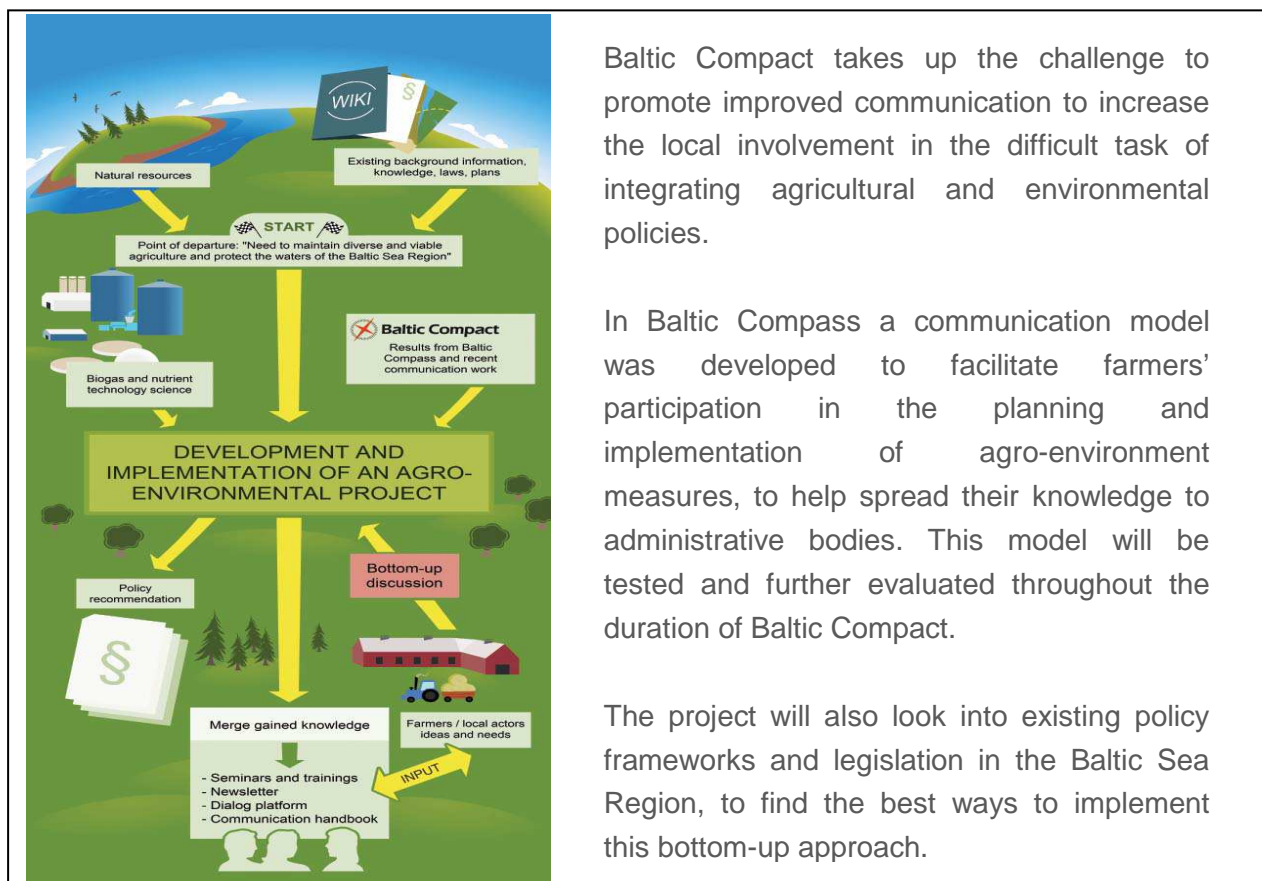 WIKI
§
Natural resources
Existing background information,
knowledge, laws, plans
START
Point of departure: "Need to maintain diverse and viable
agriculture and protect the waters of the Baltic Sea Region"
Baltic Compact
Results from Baltic
Compass and recent
communication work
Biogas and nutrient
technology science
DEVELOPMENT AND
IMPLEMENTATION OF AN AGRO-
ENVIRONMENTAL PROJECT
Bottom-up
discussion
Policy
recommendation
§
Merge gained knowledge
- Seminars and trainings
- Newsletter
- Dialog platform
- Communication handbook
Farmers / local actors
ideas and needs
INPUT
Baltic Compact takes up the challenge to
promote improved communication to increase
the local involvement in the difficult task of
integrating agricultural and environmental
policies.
In Baltic Compass a communication model
was developed to facilitate farmers’
participation in the planning and
implementation of agro-environment
measures, to help spread their knowledge to
administrative bodies. This model will be
tested and further evaluated throughout the
duration of Baltic Compact.
The project will also look into existing policy
frameworks and legislation in the Baltic Sea
Region, to find the best ways to implement
this bottom-up approach.